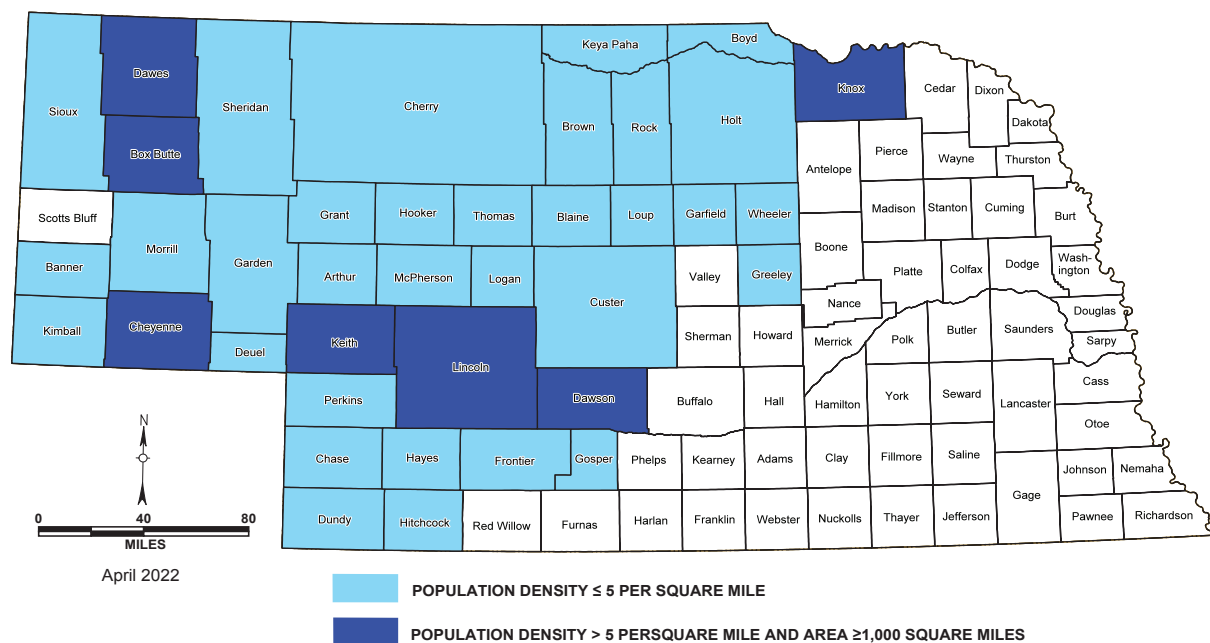 Keya Paha
Boyd
Dawes
Sioux
Sheridan
Cherry
Knox
Cedar
Dixon
Dakota
Brown
Rock
Holt
Box Butte
Antelope
Pierce
Wayne
Thurston
Scotts Bluff
Grant
Hooker
Thomas
Blaine
Loup
Garfield
Wheeler
Madison
Stanton
Cuming
Burt
Morrill
Banner
Garden
Arthur
McPherson
Logan
Custer
Valley
Greeley
Boone
Platte
Colfax
Dodge
Wash-
ington
Kimball
Cheyenne
Deuel
Keith
Lincoln
Sherman
Howard
Nance
Merrick
Polk
Butler
Saunders
Douglas
Sarpy
Perkins
Dawson
Buffalo
Hall
Hamilton
York
Seward
Lancaster
Cass
Otoe
Chase
Hayes
Frontier
Gosper
Phelps
Kearney
Adams
Clay
Fillmore
Saline
Gage
Johnson
Nemaha
Dundy
Hitchcock
Red Willow
Furnas
Harlan
Franklin
Webster
Nuckolls
Thayer
Jefferson
Pawnee
Richardson
N
0 40 80
MILES
April 2022
POPULATION DENSITY ≤ 5 PER SQUARE MILE
POPULATION DENSITY > 5 PERSQUARE MILE AND AREA ≥1,000 SQUARE MILES